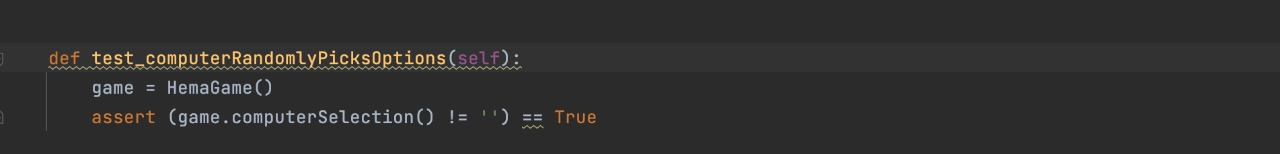 def test_computerRandomlyPicksOptions(self):
    game = HemaGame()
    assert (game.computerSelection() != '') == True